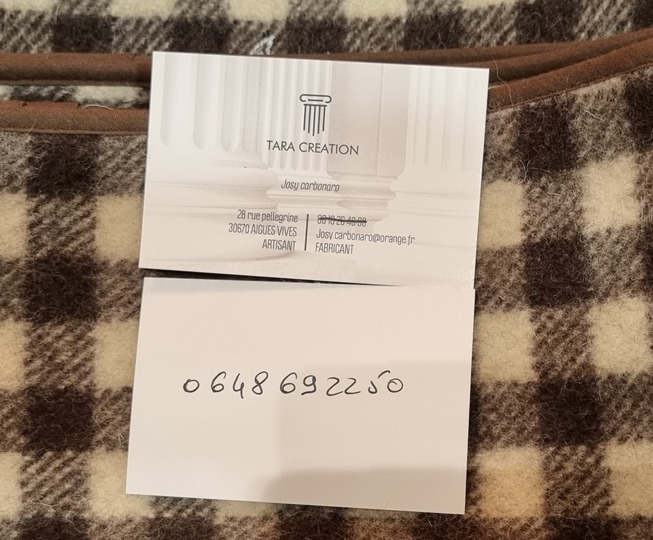 TARA CREATION
Josy carbonaro
28 rue pellegrine
30670 AIGUES VIVES
ARTISANT
Josy.carbonaro@orange.fr
FABRICANT
0648692250